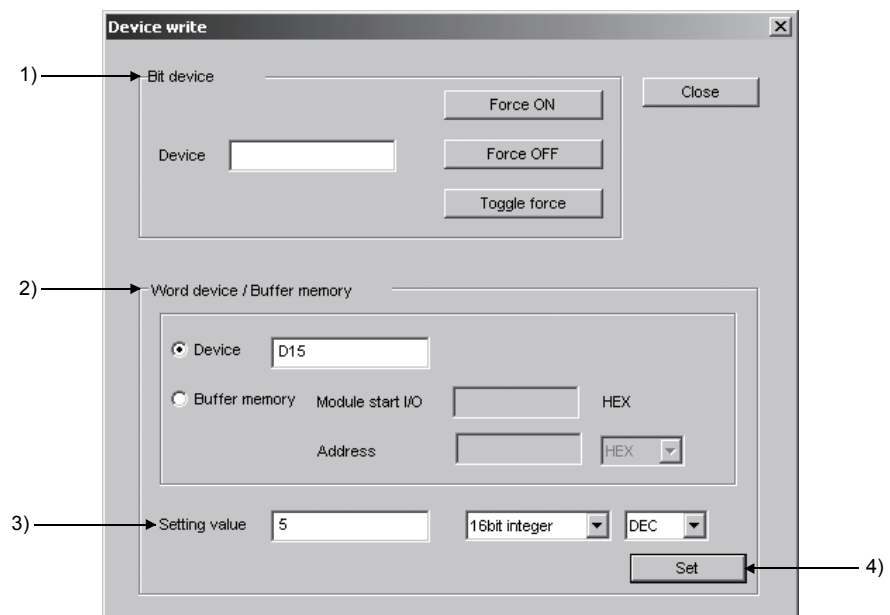 Device write
1)
Bit device
Force ON
Close
Device
Force OFF
Toggle force
2)
Word device / Buffer memory
Device D15
Buffer memory Module start I/O HEX
Address HEX
3)
Setting value 5 16bit integer DEC
Set
4)